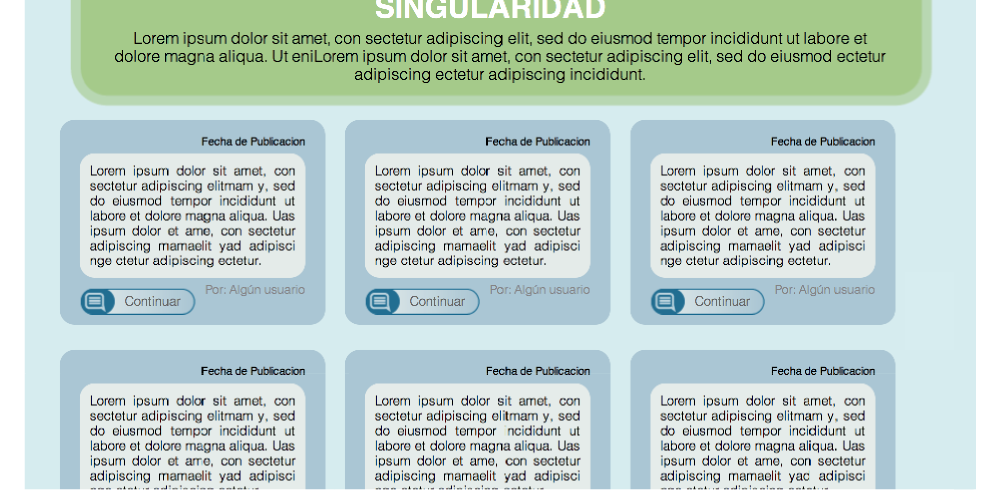 SINGULARIDAD
Lorem ipsum dolor sit amet, con sectetur adipiscing elit, sed do eiusmod tempor incididunt ut labore et
dolore magna aliqua. Ut eniLorem ipsum dolor sit amet, con sectetur adipiscing elit, sed do eiusmod ectetur
adipiscing ectetur adipiscing incididunt.
Fecha de Publicacion
Lorem ipsum dolor sit amet, con
sectetur adipiscing elitmam y, sed
do eiusmod tempor incididunt ut
labore et dolore magna aliqua. Uas
ipsum dolor et ame, con sectetur
adipiscing mamaelit yad adipisci
nge ctetur adipiscing ectetur.
Por: Algún usuario
Continuar
Fecha de Publicacion
Lorem ipsum dolor sit amet, con
sectetur adipiscing elitmam y, sed
do eiusmod tempor incididunt ut
labore et dolore magna aliqua. Uas
ipsum dolor et ame, con sectetur
adipiscing mamaelit yad adipisci
nge ctetur adipiscing ectetur.
Por: Algún usuario
Continuar
Fecha de Publicacion
Lorem ipsum dolor sit amet, con
sectetur adipiscing elitmam y, sed
do eiusmod tempor incididunt ut
labore et dolore magna aliqua. Uas
ipsum dolor et ame, con sectetur
adipiscing mamaelit yad adipisci
nge ctetur adipiscing ectetur.
Por: Algún usuario
Continuar
Fecha de Publicacion
Lorem ipsum dolor sit amet, con
sectetur adipiscing elitmam y, sed
do eiusmod tempor incididunt ut
labore et dolore magna aliqua. Uas
ipsum dolor et ame, con sectetur
adipiscing mamaelit yad adipisci
Fecha de Publicacion
Lorem ipsum dolor sit amet, con
sectetur adipiscing elitmam y, sed
do eiusmod tempor incididunt ut
labore et dolore magna aliqua. Uas
ipsum dolor et ame, con sectetur
adipiscing mamaelit yad adipisci
Fecha de Publicacion
Lorem ipsum dolor sit amet, con
sectetur adipiscing elitmam y, sed
do eiusmod tempor incididunt ut
labore et dolore magna aliqua. Uas
ipsum dolor et ame, con sectetur
adipiscing mamaelit yad adipisci